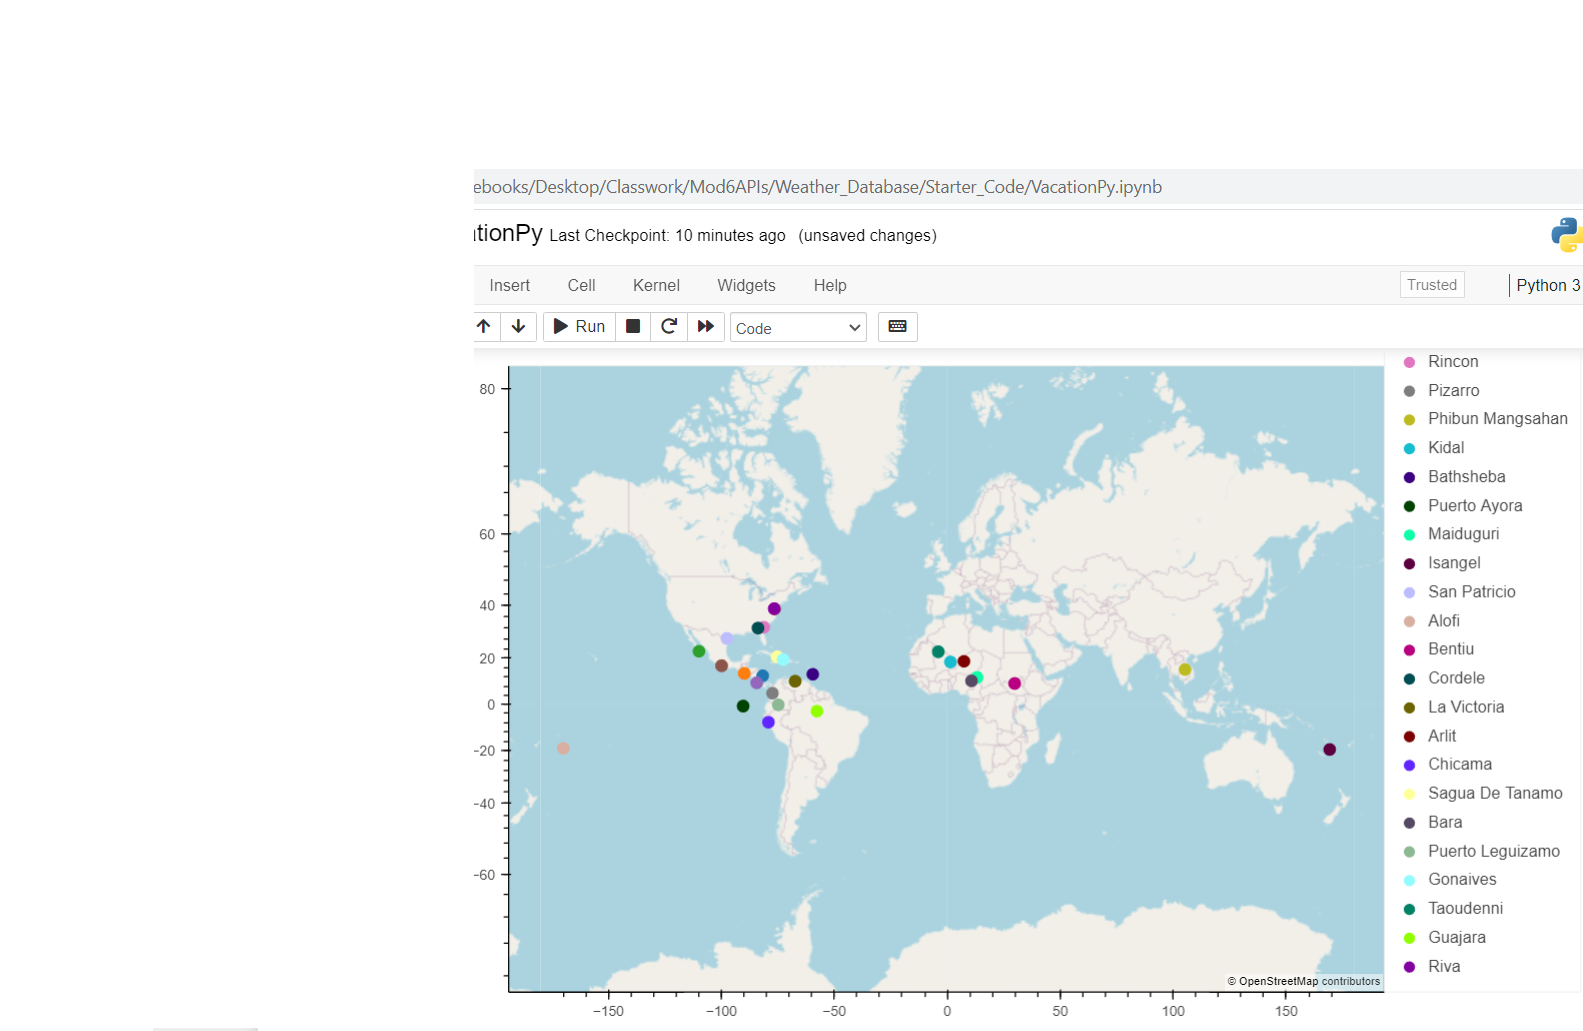 ebooks/Desktop/Classwork/Mod6APIs/Weather_Database/Starter_Code/VacationPy.ipynb
ationPy Last Checkpoint: 10 minutes ago (unsaved changes)
Insert Cell Kernel Widgets Help Trusted Python 3
Run Code
Rincon
Pizarro
Phibun Mangsahan
Kidal
Bathsheba
Puerto Ayora
Maiduguri
Isangel
San Patricio
Alofi
Bentiu
Cordele
La Victoria
Arlit
Chicama
Sagua De Tanamo
Bara
Puerto Leguizamo
Gonaives
Taoudenni
Guajara
Riva
80
60
40
20
0
-20
-40
-60
© OpenStreetMap contributors
-150 -100 -50 0 50 100 150